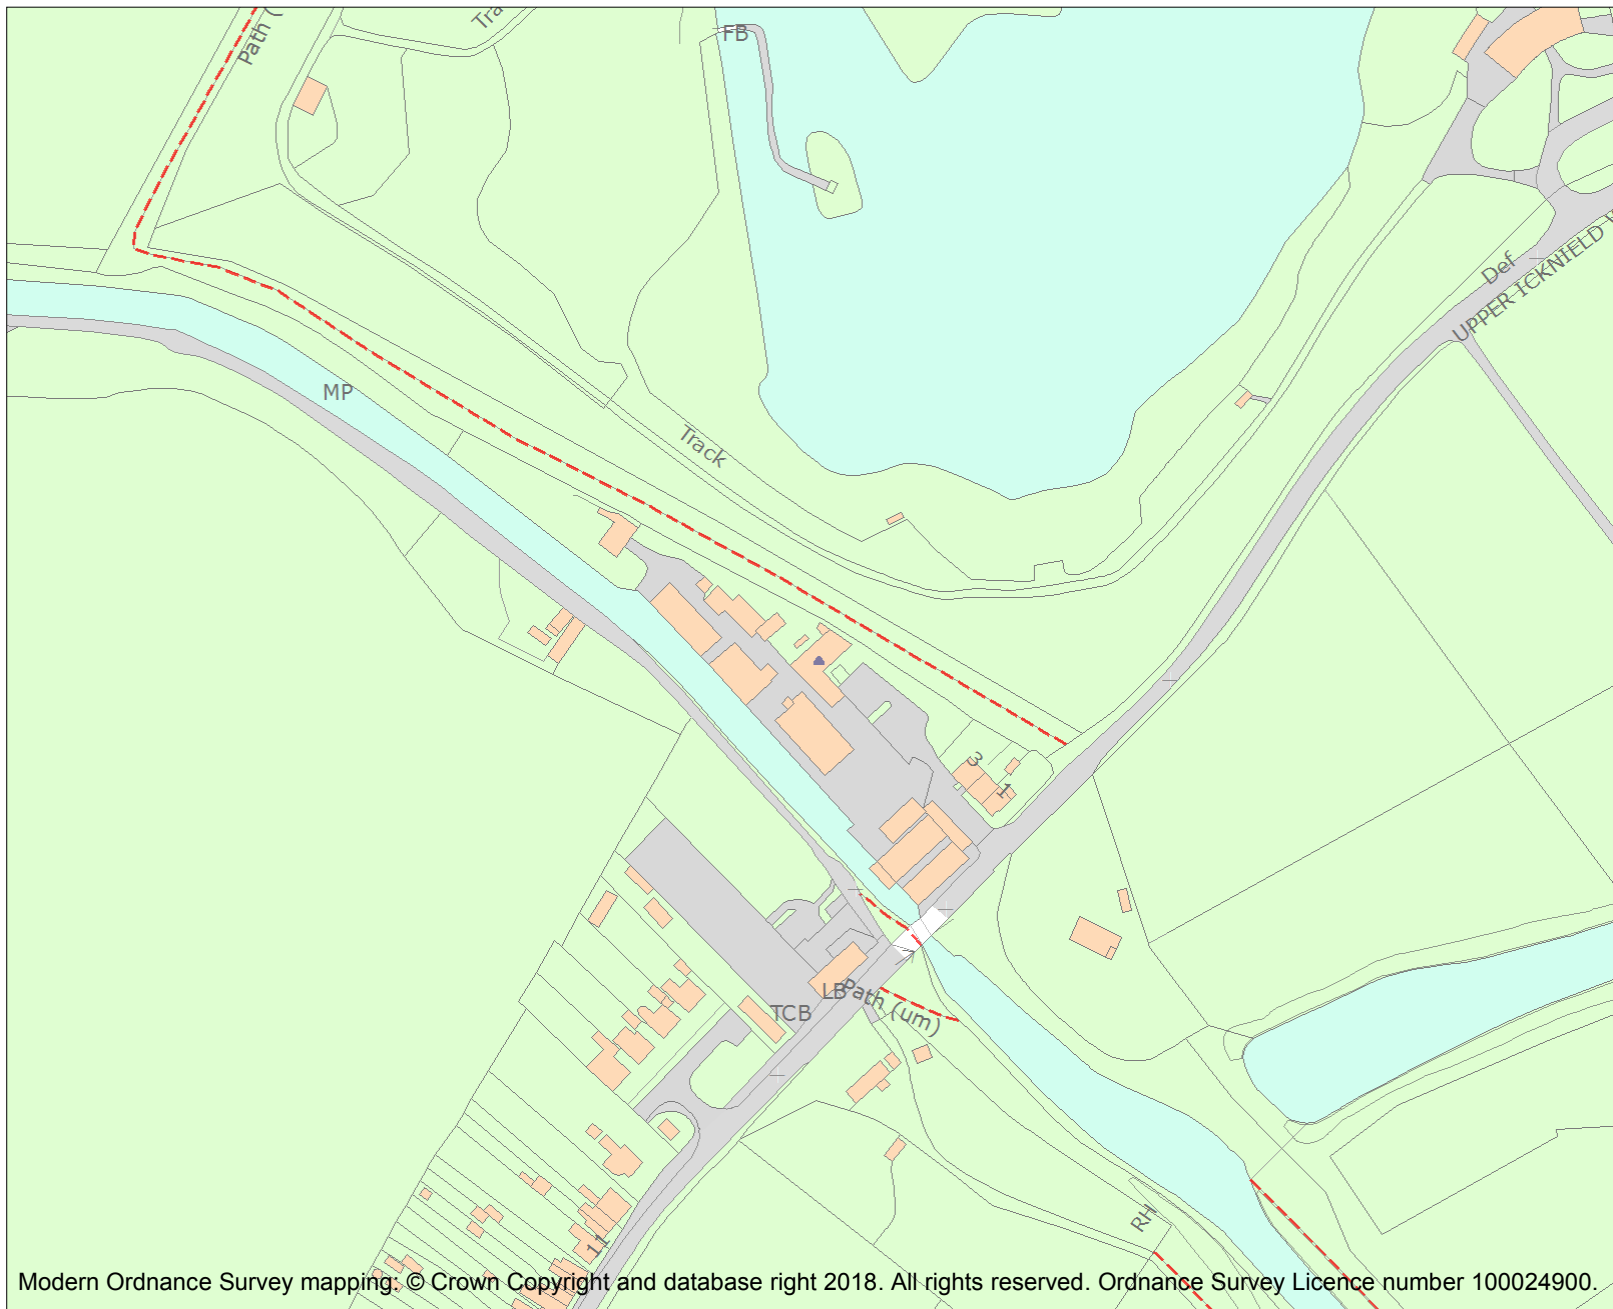 Path (
Tra
FB
Def
UPPER ICKNIELD
MP
Track
3
1
LB
Path (um)
TCB
RH
11
Modern Ordnance Survey mapping: © Crown Copyright and database right 2018. All rights reserved. Ordnance Survey Licence number 100024900.